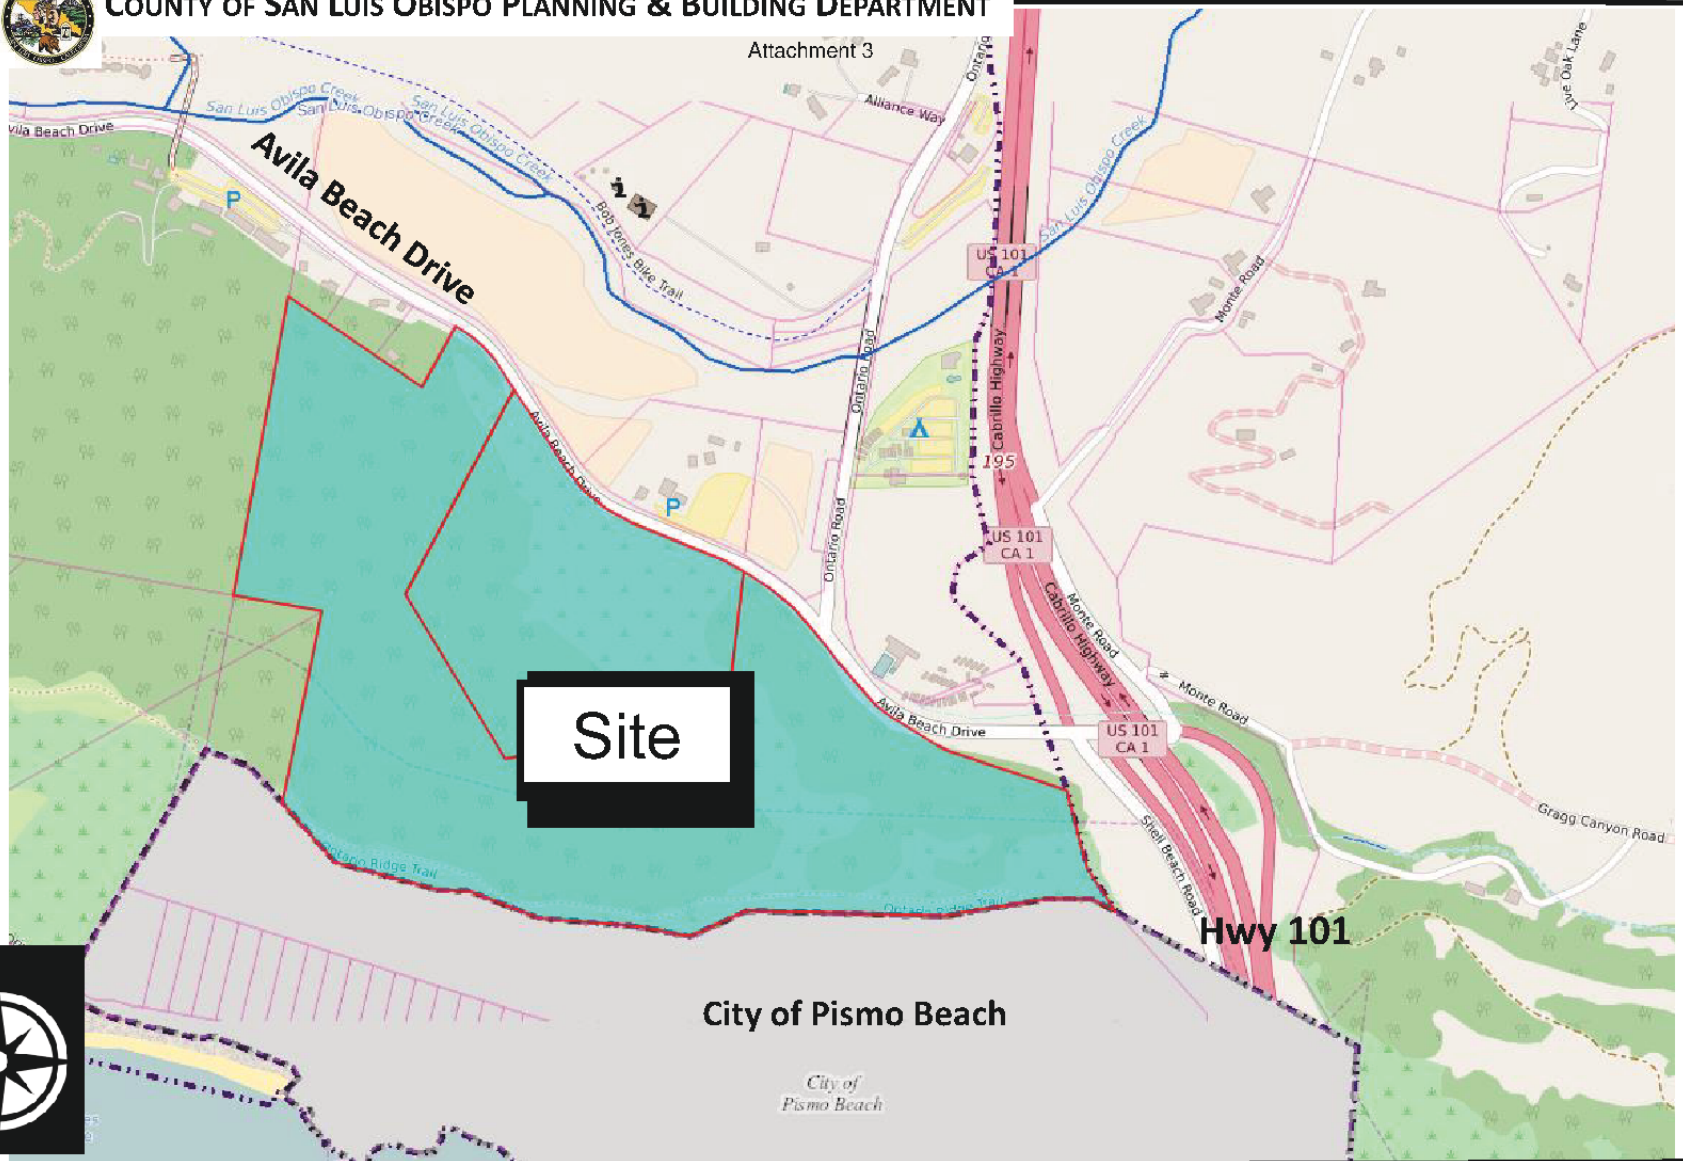 COUNTY OF SAN LUIS OBISPO PLANNING & BUILDING DEPARTMENT
Attachment 3
Ontario
Live Oak Lane
Alliance Way
San Luis Obispo Creek
San Luis Obispo Creek
San Luis Obispo Creek
San Luis Obispo Creek
Avila Beach Drive
Avila Beach Drive
P
Bob Jones Bike Trail
US 101
CA 1
Monte Road
Ontario Road
Cabrillo Highway
Avila Beach Drive
195
P
Ontario Road
US 101
CA 1
Cabrillo Highway
Monte Road
Monte Road
Site
Avila Beach Drive
US 101
CA 1
Gragg Canyon Road
Shell Beach Road
Ontario Ridge Trail
Ontario Ridge Trail
Hwy 101
City of Pismo Beach
City of
Pismo Beach